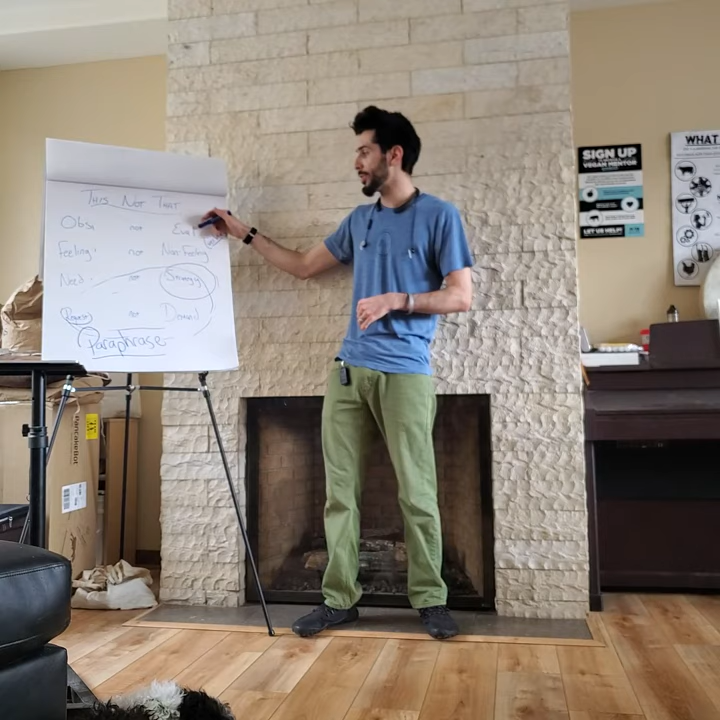 THIS NOT THAT
Obs. not
Feeling. not Non-Feeling
Need. not Strategy
Request not Demand
Paraphrase
SIGN UP
VEGAN MENTOR
LET US HELP!
WHAT
PancakeBot